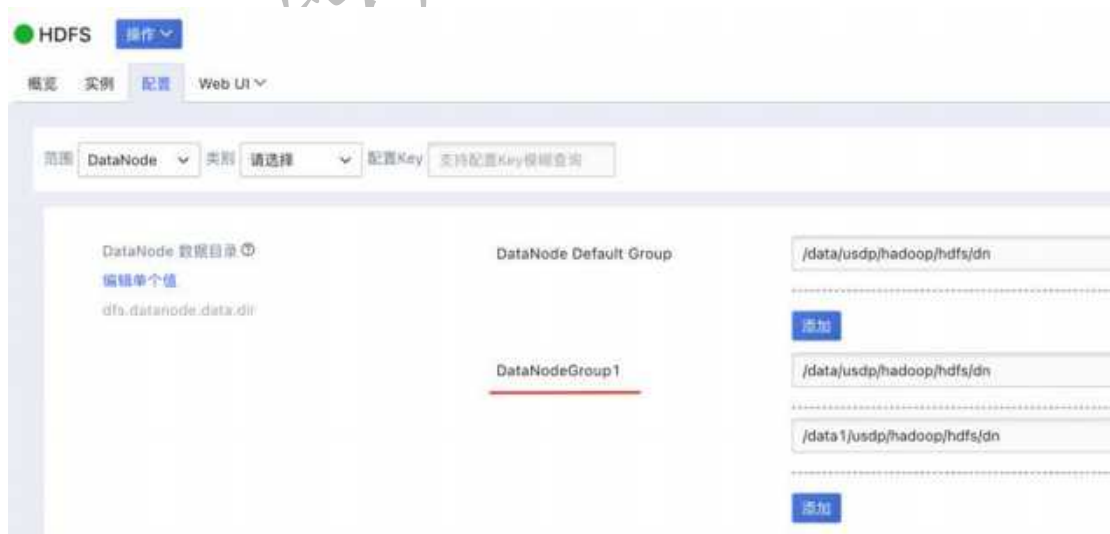 HDFS 操作
概览 实例 配置 Web UI
范围 DataNode 类别 请选择 配置Key 支持配置Key模糊查询
DataNode 数据目录 DataNode Default Group /data/usdp/hadoop/hdfs/dn
编辑单个值
dfs.datanode.data.dir
添加
DataNodeGroup1 /data/usdp/hadoop/hdfs/dn
/data1/usdp/hadoop/hdfs/dn
添加